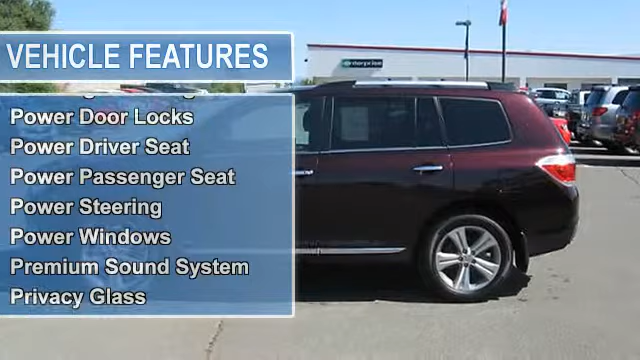 VEHICLE FEATURES
Power Door Locks
Power Driver Seat
Power Passenger Seat
Power Steering
Power Windows
Premium Sound System
Privacy Glass
enterprise